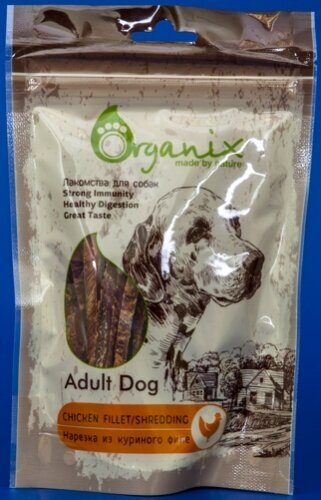 Organix
made by nature
Лакомства для собак
Strong Immunity
Healthy Digestion
Great Taste
Adult Dog
CHICKEN FILLET/SHREDDING
Нарезка из куриного филе